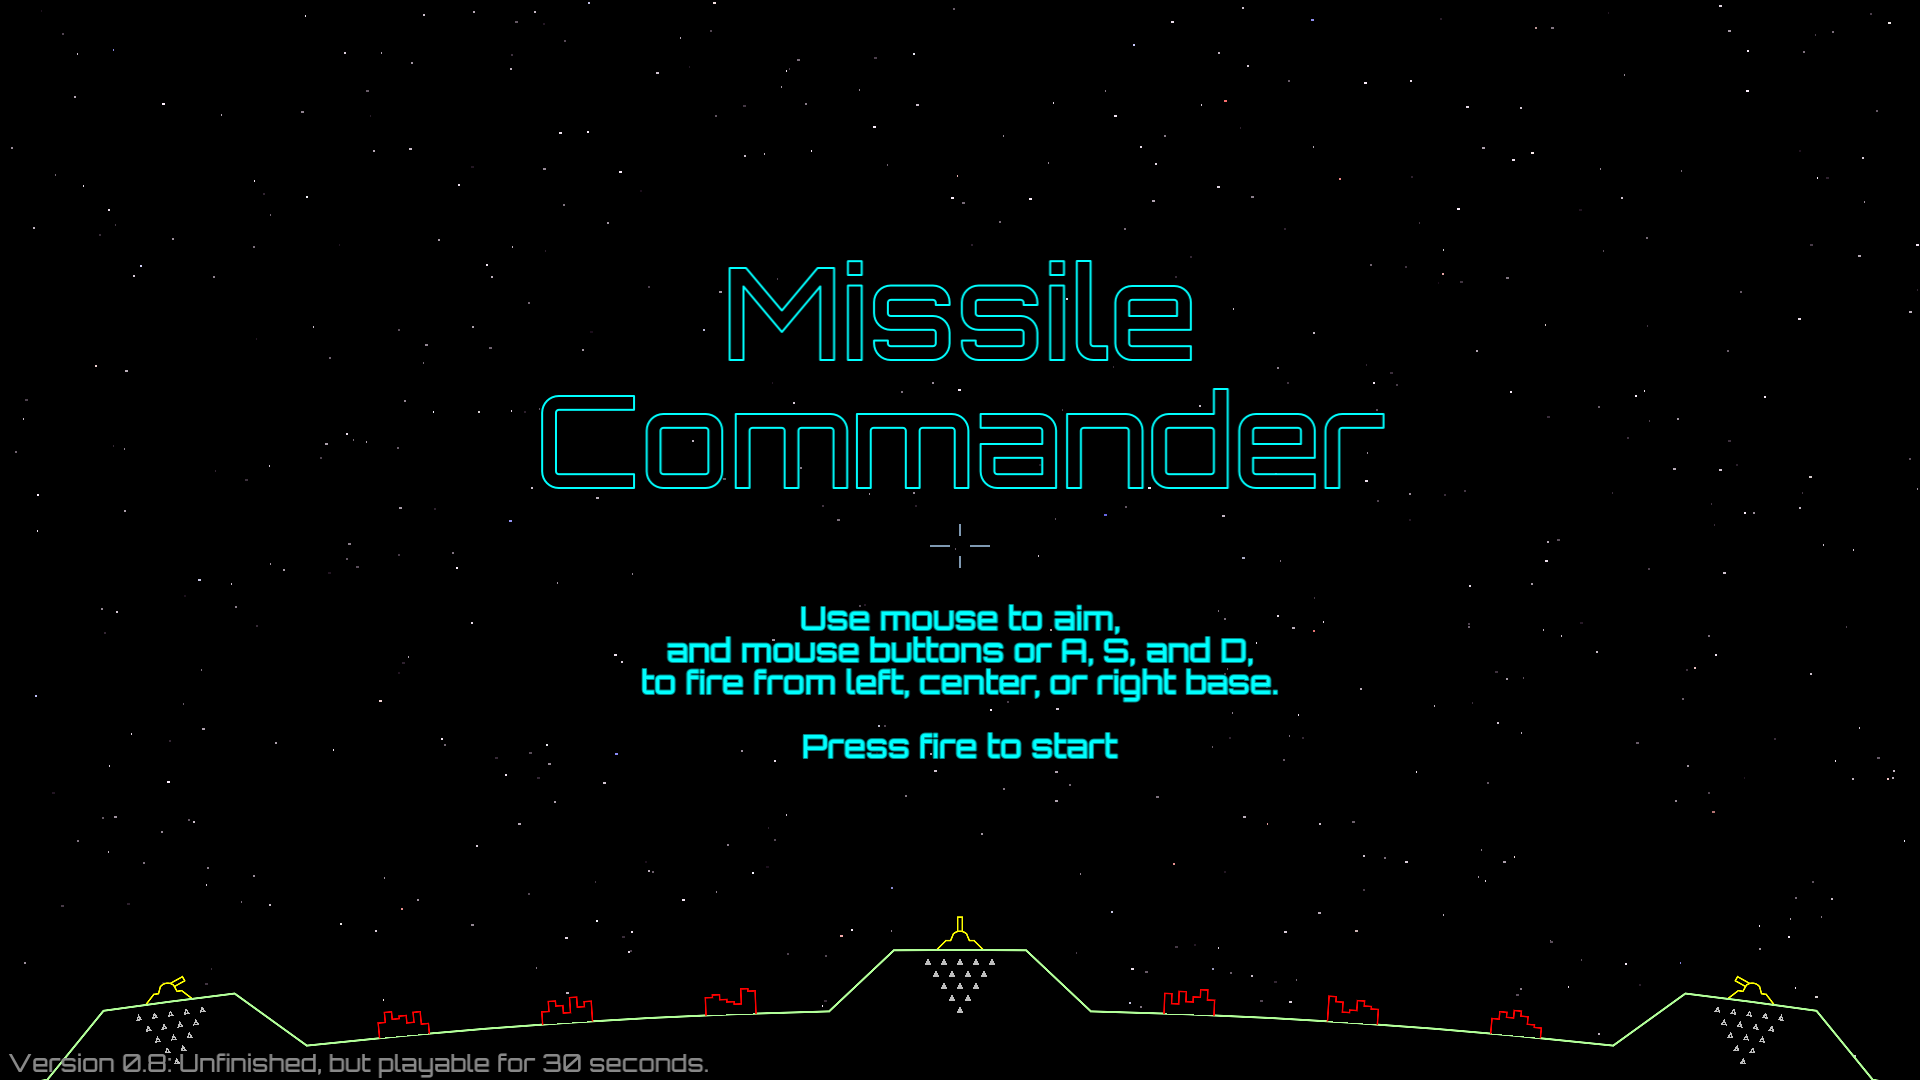 Missile
Commander
Use mouse to aim,
and mouse buttons or A, S, and D,
to fire from left, center, or right base.
Press fire to start
Version 0.8: Unfinished, but playable for 30 seconds.